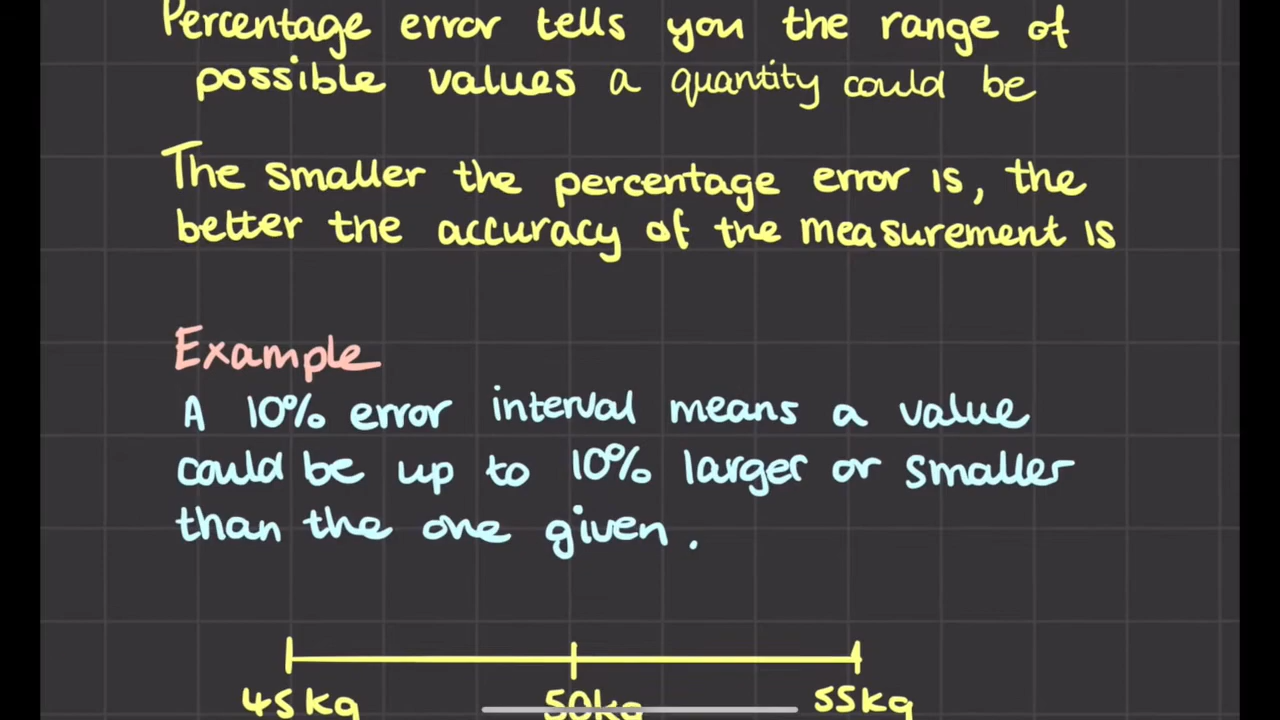 Percentage error tells you the range of
possible values a quantity could be
The smaller the percentage error is, the
better the accuracy of the measurement is
Example
A 10% error interval means a value
could be up to 10% larger or smaller
than the one given.
45kg 50kg 55kg